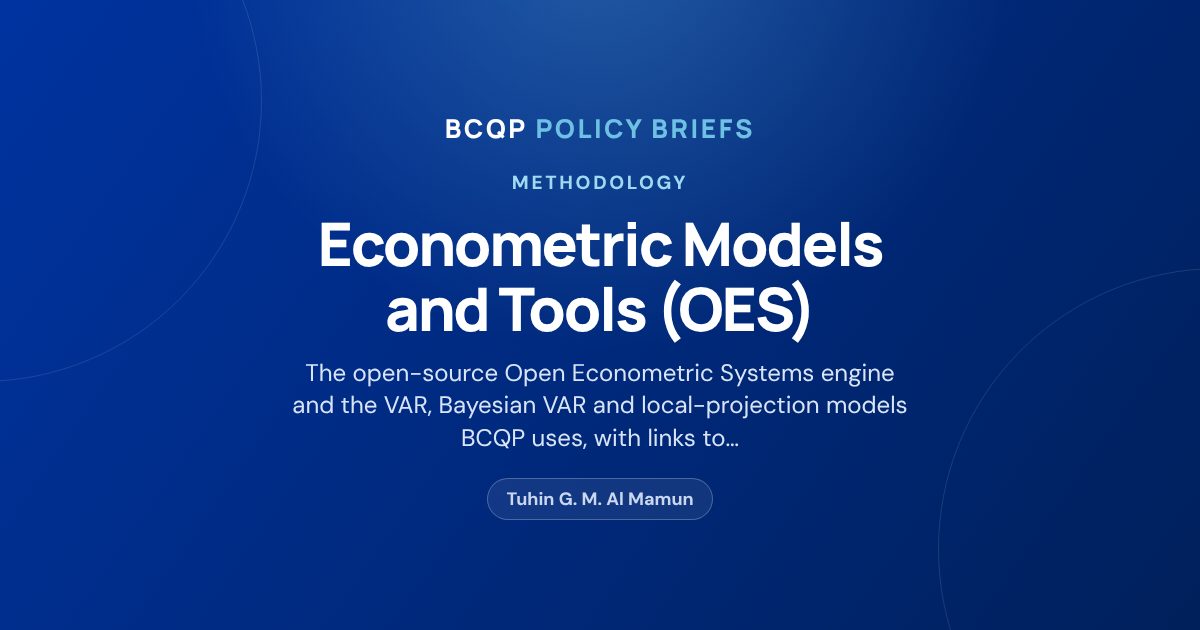 BCQP POLICY BRIEFS
METHODOLOGY
Econometric Models
and Tools (OES)
The open-source Open Econometric Systems engine
and the VAR, Bayesian VAR and local-projection models
BCQP uses, with links to…
Tuhin G. M. Al Mamun